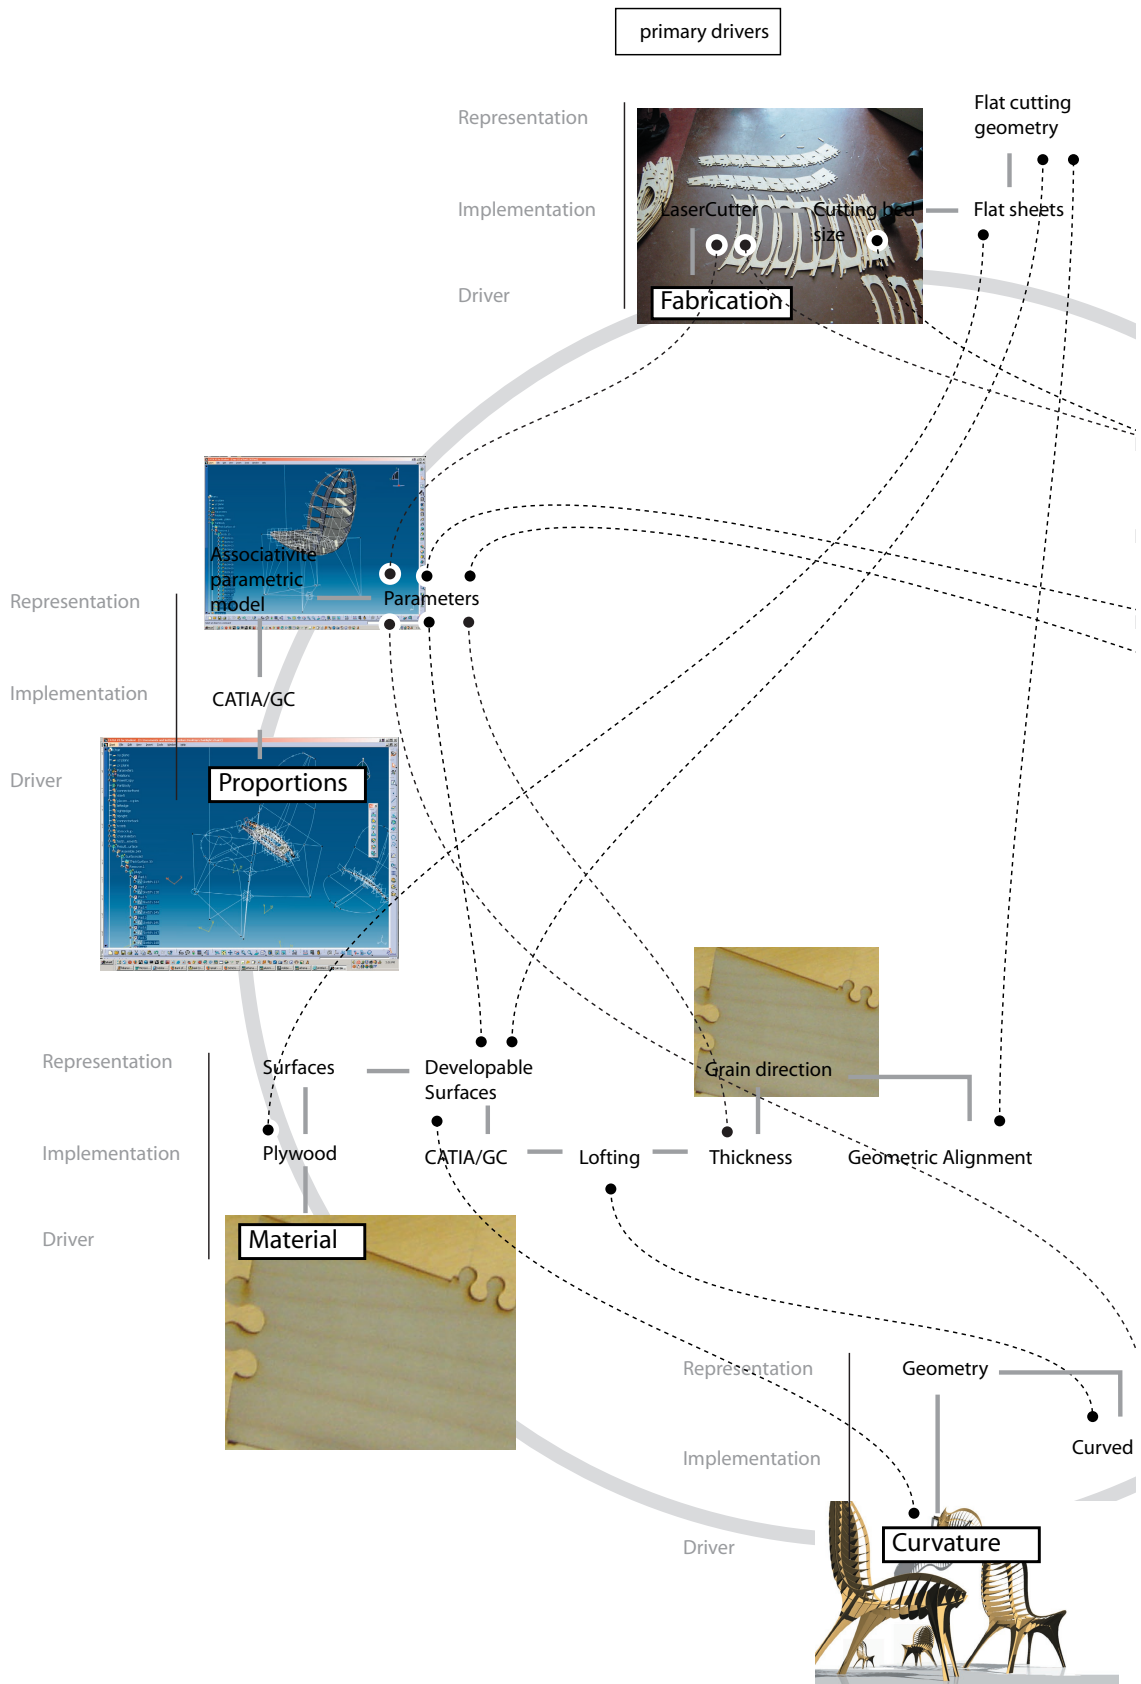 primary drivers
Representation
Flat cutting
geometry
Implementation
LaserCutter
Cutting bed
size
Flat sheets
Driver
Fabrication
Associativite
parametric
model
Representation
Parameters
Implementation
CATIA/GC
Driver
Proportions
Representation
Surfaces
Developable
Surfaces
Grain direction
Implementation
Plywood
CATIA/GC
Lofting
Thickness
Geometric Alignment
Driver
Material
Representation
Geometry
Implementation
Curved
Driver
Curvature